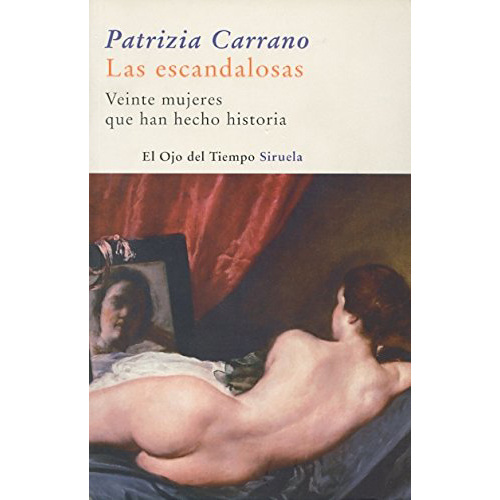 Patrizia Carrano
Las escandalosas
Veinte mujeres
que han hecho historia
El Ojo del Tiempo Siruela